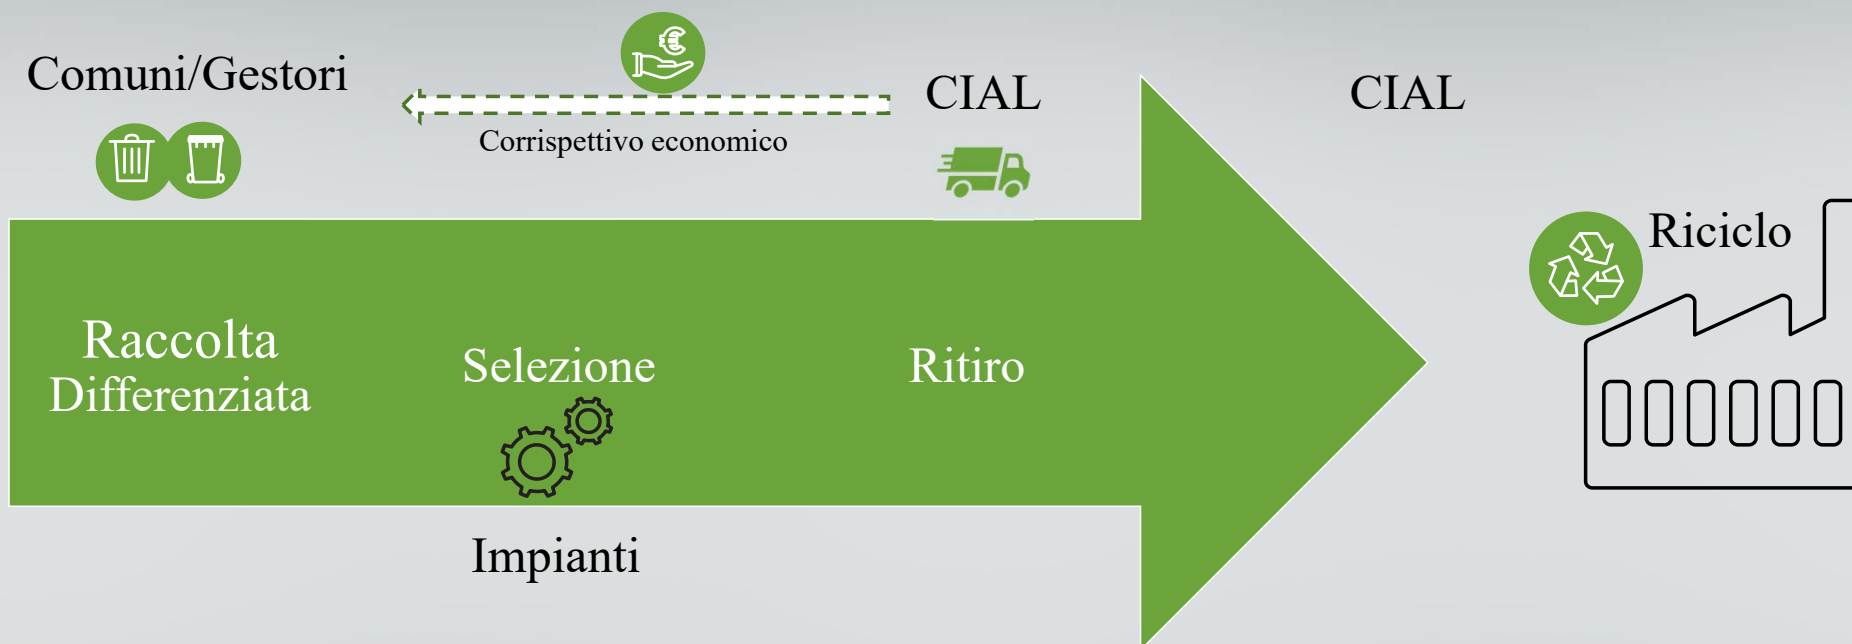 Comuni/Gestori
CIAL
CIAL
Corrispettivo economico
Riciclo
Raccolta
Differenziata
Selezione
Ritiro
Impianti